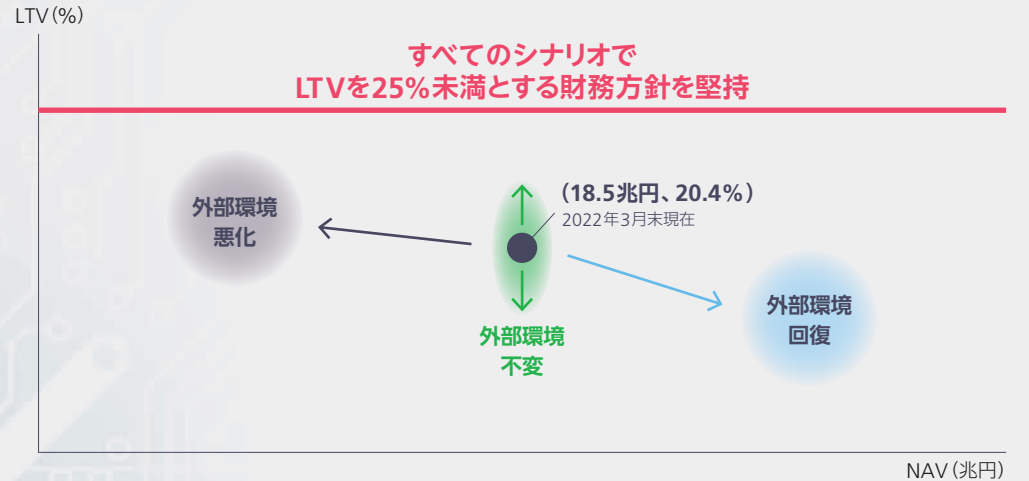 LTV(%)
すべてのシナリオで
LTVを25%未満とする財務方針を堅持
外部環境
悪化
(18.5兆円、20.4%)
2022年3月末現在
外部環境
不変
外部環境
回復
NAV(兆円)